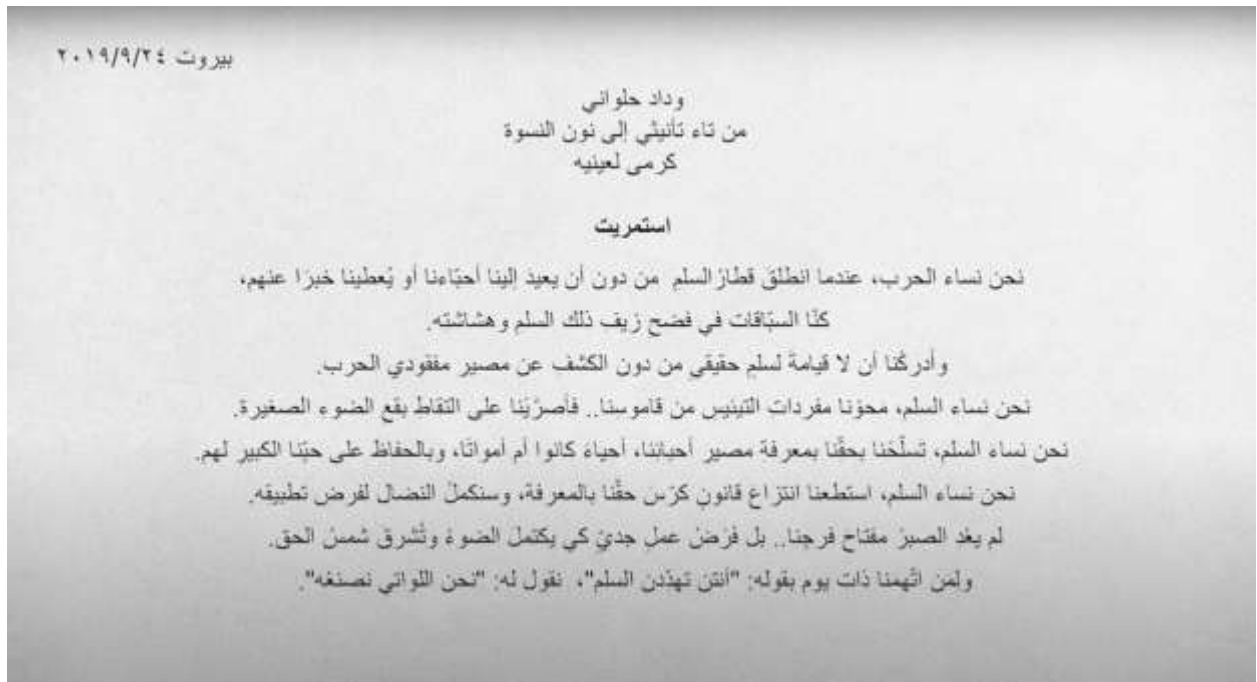 بيروت ٢٠١٩/٩/٢٤
وداد حلواني
من تاء تأنيثي إلى نون النسوة
كرمى لعينيه
استمريت
نحن نساء الحرب، عندما انطلق قطارُ السلم من دون أن يعيدَ إلينا أحبّاءنا أو يُعطينا خبرًا عنهم،
كنّا السبّاقات في فضح زيف ذلك السلم وهشاشته.
وأدركْنا أن لا قيامةَ لسلمٍ حقيقي من دون الكشف عن مصير مفقودي الحرب.
نحن نساء السلم، محوْنا مفردات التيئيس من قاموسنا.. فأصرّيْنا على التقاط بقع الضوء الصغيرة.
نحن نساء السلم، تسلّحْنا بحقّنا بمعرفة مصير أحبائنا، أحياءً كانوا أم أمواتًا، وبالحفاظ على حبّنا الكبير لهم.
نحن نساء السلم، استطعنا انتزاع قانونٍ كرّس حقّنا بالمعرفة، وسنكملُ النضال لفرض تطبيقه.
لم يعُد الصبرُ مفتاح فرجنا.. بل فرْضُ عملٍ جديّ كي يكتملَ الضوءُ وتُشرقَ شمسُ الحق.
ولمَن اتّهمنا ذات يوم بقوله: "أنتن تهدّدن السلم"، نقول له: "نحن اللواتي نصنعُه".